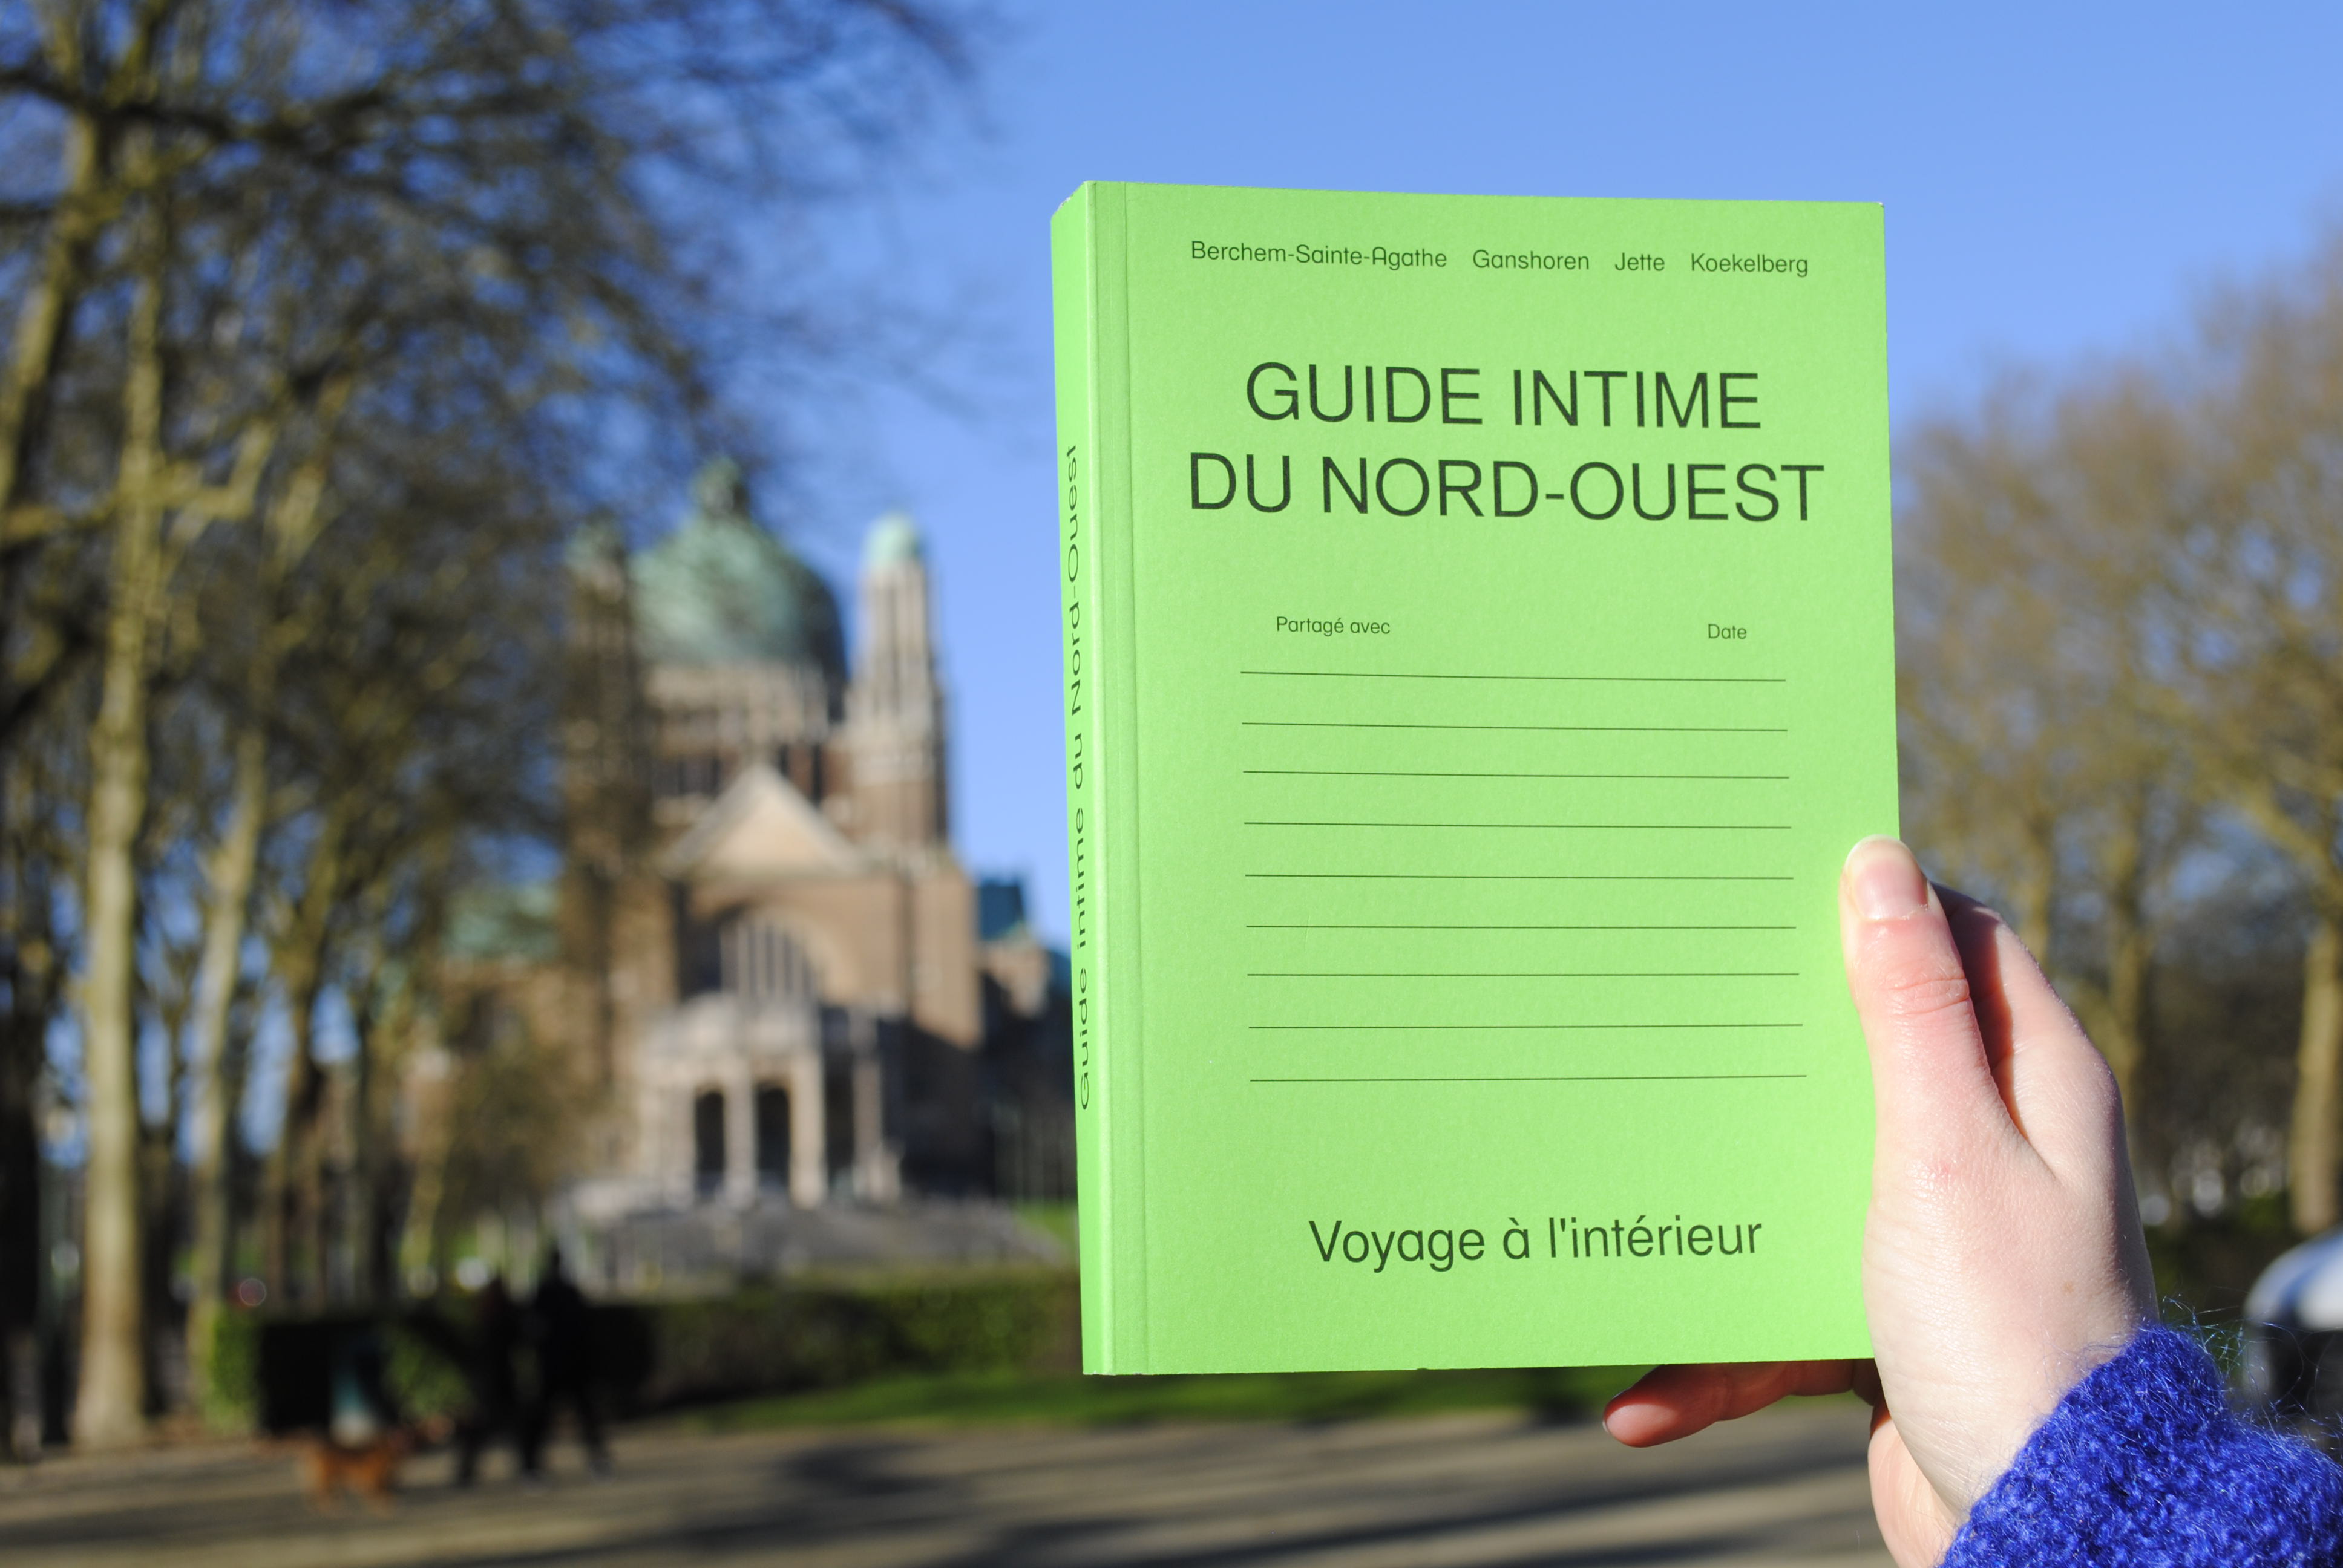 Berchem-Sainte-Agathe Ganshoren Jette Koekelberg
GUIDE INTIME
DU NORD-OUEST
Partagé avec Date
Voyage à l'intérieur
Guide intime du Nord-Ouest